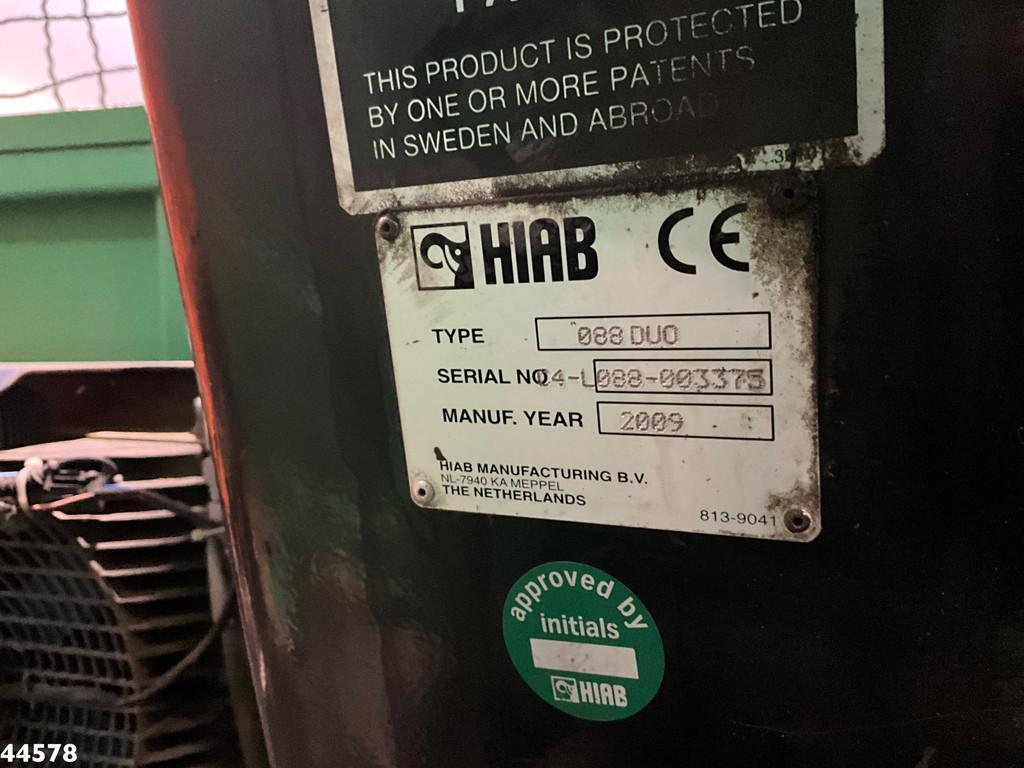 THIS PRODUCT IS PROTECTED
BY ONE OR MORE PATENTS
IN SWEDEN AND ABROAD
HIAB CE
TYPE 088 DUO
SERIAL NO 04-L088-003375
MANUF. YEAR 2009
HIAB MANUFACTURING B.V.
NL-7940 KA MEPPEL
THE NETHERLANDS
813-9041
approved by
initials
HIAB
44578